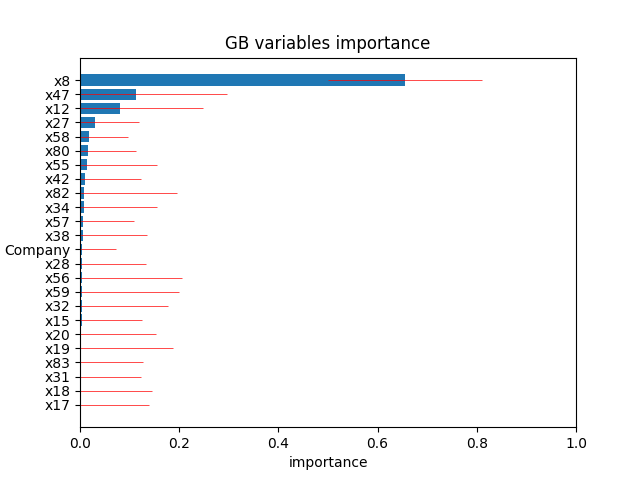 GB variables importance
x8
x47
x12
x27
x58
x80
x55
x42
x82
x34
x57
x38
Company
x28
x56
x59
x32
x15
x20
x19
x83
x31
x18
x17
0.0 0.2 0.4 0.6 0.8 1.0
importance